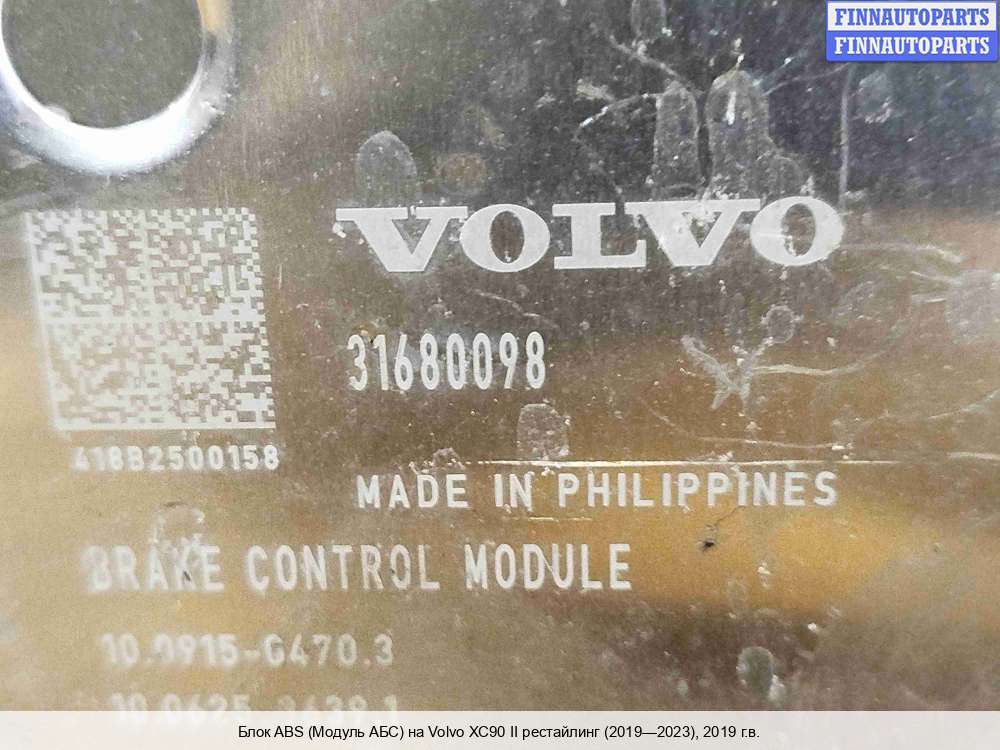 FINNAUTOPARTS
FINNAUTOPARTS
VOLVO
31680098
418B2500158
MADE IN PHILIPPINES
BRAKE CONTROL MODULE
10.0915-G470.3
Блок ABS (Модуль АБС) на Volvo XC90 II рестайлинг (2019—2023), 2019 г.в.